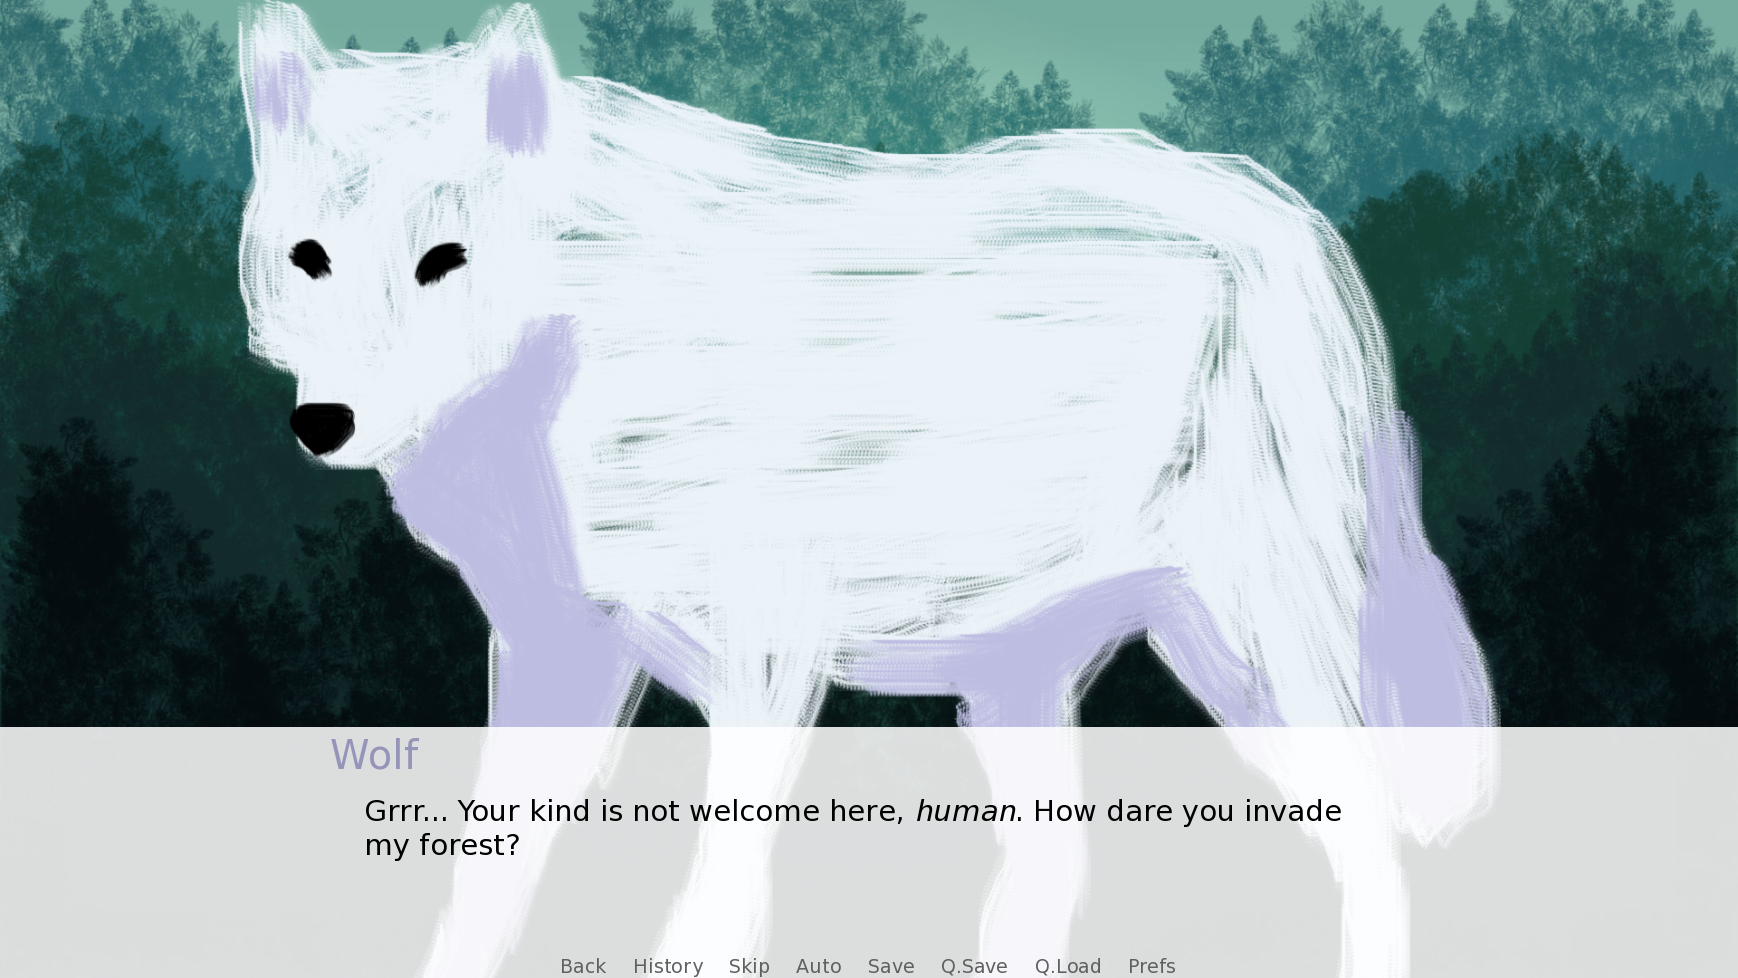 Wolf
Grrr... Your kind is not welcome here, human. How dare you invade
my forest?
Back History Skip Auto Save Q.Save Q.Load Prefs